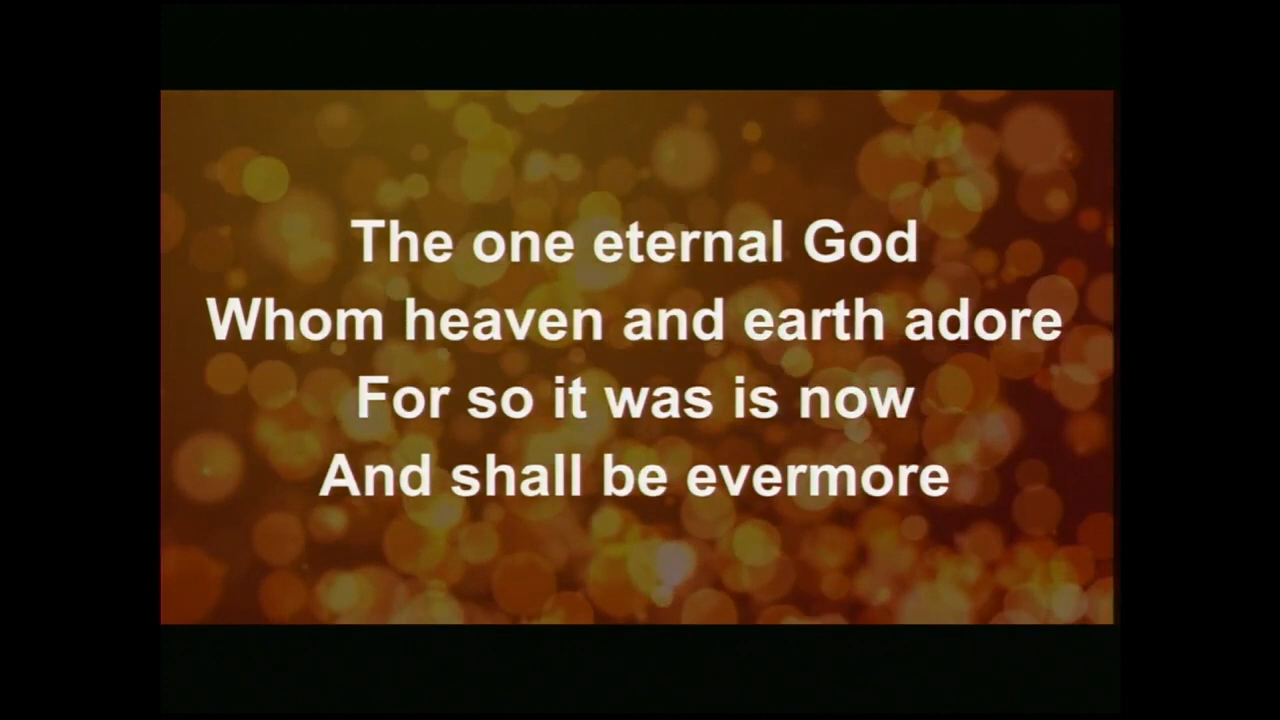 The one eternal God
Whom heaven and earth adore
For so it was is now
And shall be evermore